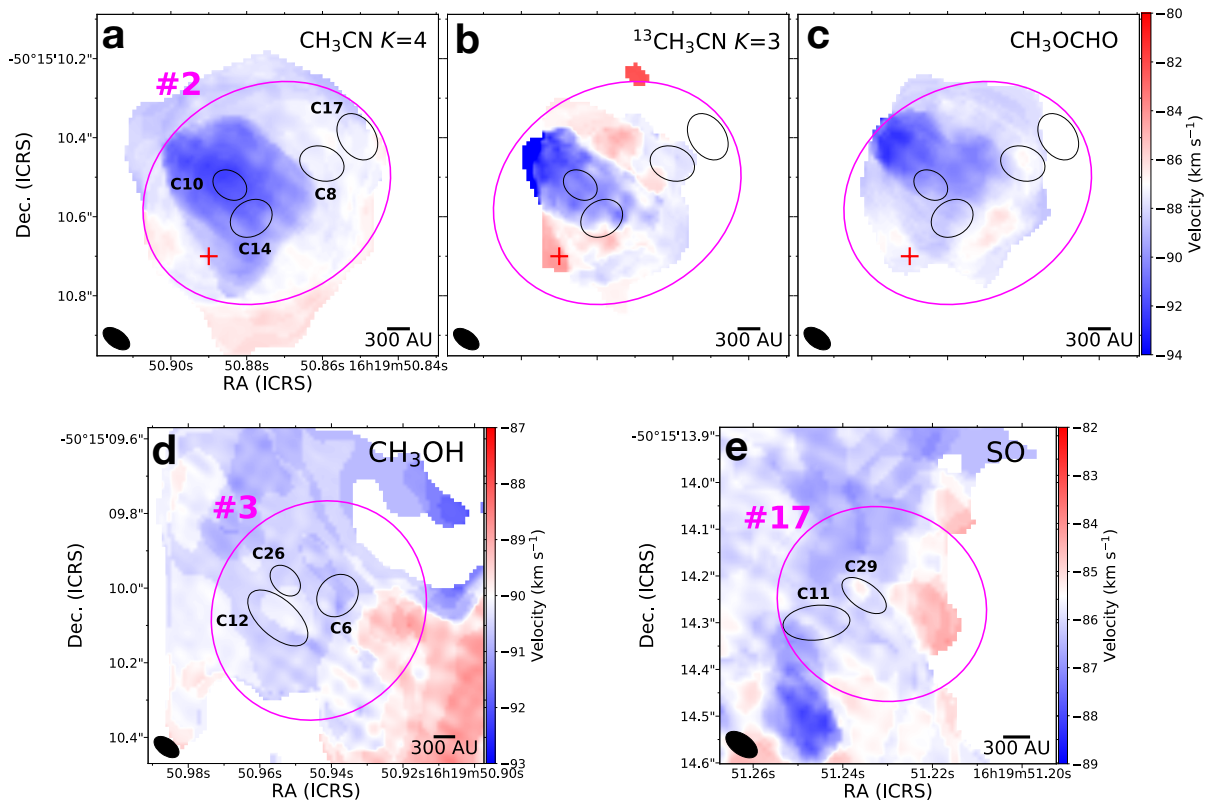 a
CH₃CN K=4
b
¹³CH₃CN K=3
c
CH₃OCHO
#2
C17
C10
C8
C14
-50°15'10.2"
10.4"
10.6"
10.8"
Dec. (ICRS)
300 AU
300 AU
300 AU
50.90s
50.88s
50.86s
16h19m50.84s
RA (ICRS)
−80
−82
−84
−86
−88
−90
−92
−94
Velocity (km s⁻¹)
d
CH₃OH
#3
C26
C12
C6
-50°15'09.6"
9.8"
10.0"
10.2"
10.4"
Dec. (ICRS)
300 AU
50.98s
50.96s
50.94s
50.92s
16h19m50.90s
RA (ICRS)
−87
−88
−89
−90
−91
−92
−93
Velocity (km s⁻¹)
e
SO
#17
C29
C11
-50°15'13.9"
14.0"
14.1"
14.2"
14.3"
14.4"
14.5"
14.6"
Dec. (ICRS)
300 AU
51.26s
51.24s
51.22s
16h19m51.20s
RA (ICRS)
−82
−83
−84
−85
−86
−87
−88
−89
Velocity (km s⁻¹)